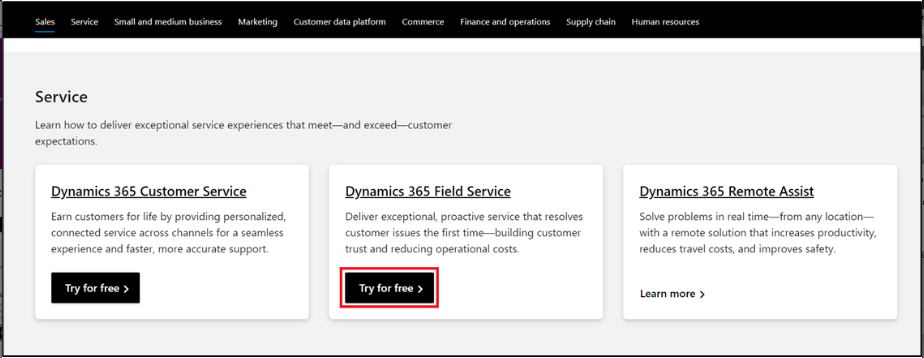 Sales Service Small and medium business Marketing Customer data platform Commerce Finance and operations Supply chain Human resources
Service
Learn how to deliver exceptional service experiences that meet—and exceed—customer
expectations.
Dynamics 365 Customer Service
Earn customers for life by providing personalized,
connected service across channels for a seamless
experience and faster, more accurate support.
Try for free >
Dynamics 365 Field Service
Deliver exceptional, proactive service that resolves
customer issues the first time—building customer
trust and reducing operational costs.
Try for free >
Dynamics 365 Remote Assist
Solve problems in real time—from any location—
with a remote solution that increases productivity,
reduces travel costs, and improves safety.
Learn more >